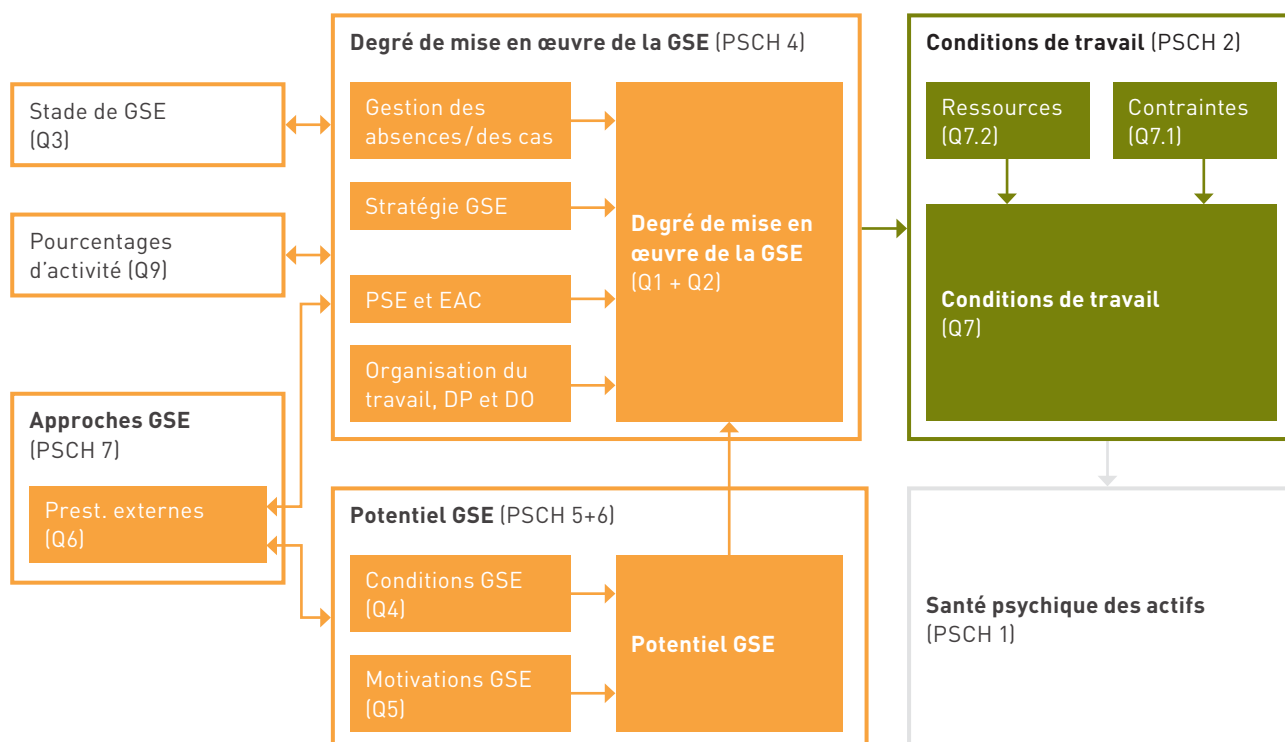 Stade de GSE
(Q3)
Pourcentages
d’activité (Q9)
Approches GSE
(PSCH 7)
Prest. externes
(Q6)
Degré de mise en œuvre de la GSE (PSCH 4)
Gestion des
absences/des cas
Stratégie GSE
PSE et EAC
Organisation du
travail, DP et DO
Degré de mise en
œuvre de la GSE
(Q1 + Q2)
Potentiel GSE (PSCH 5+6)
Conditions GSE
(Q4)
Motivations GSE
(Q5)
Potentiel GSE
Conditions de travail (PSCH 2)
Ressources
(Q7.2)
Contraintes
(Q7.1)
Conditions de travail
(Q7)
Santé psychique des actifs
(PSCH 1)